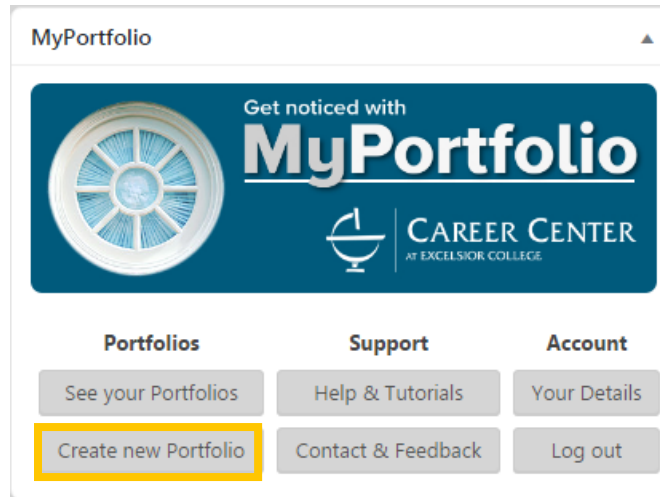 MyPortfolio
Get noticed with
MyPortfolio
CAREER CENTER
AT EXCELSIOR COLLEGE
Portfolios Support Account
See your Portfolios Help & Tutorials Your Details
Create new Portfolio Contact & Feedback Log out